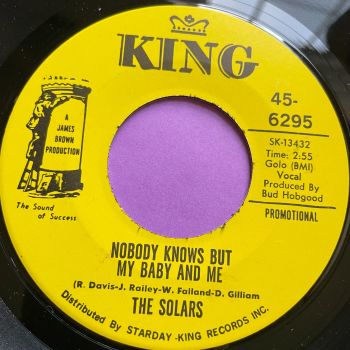 KING
45-
6295
SK-13432
Time: 2:55
Golo (BMI)
Vocal
Produced By
Bud Hobgood
PROMOTIONAL
A
JAMES
BROWN
PRODUCTION
The Sound
of Success
NOBODY KNOWS BUT
MY BABY AND ME
(R. Davis-J. Railey-W. Falland-D. Gilliam
THE SOLARS
Distributed By STARDAY-KING RECORDS INC.